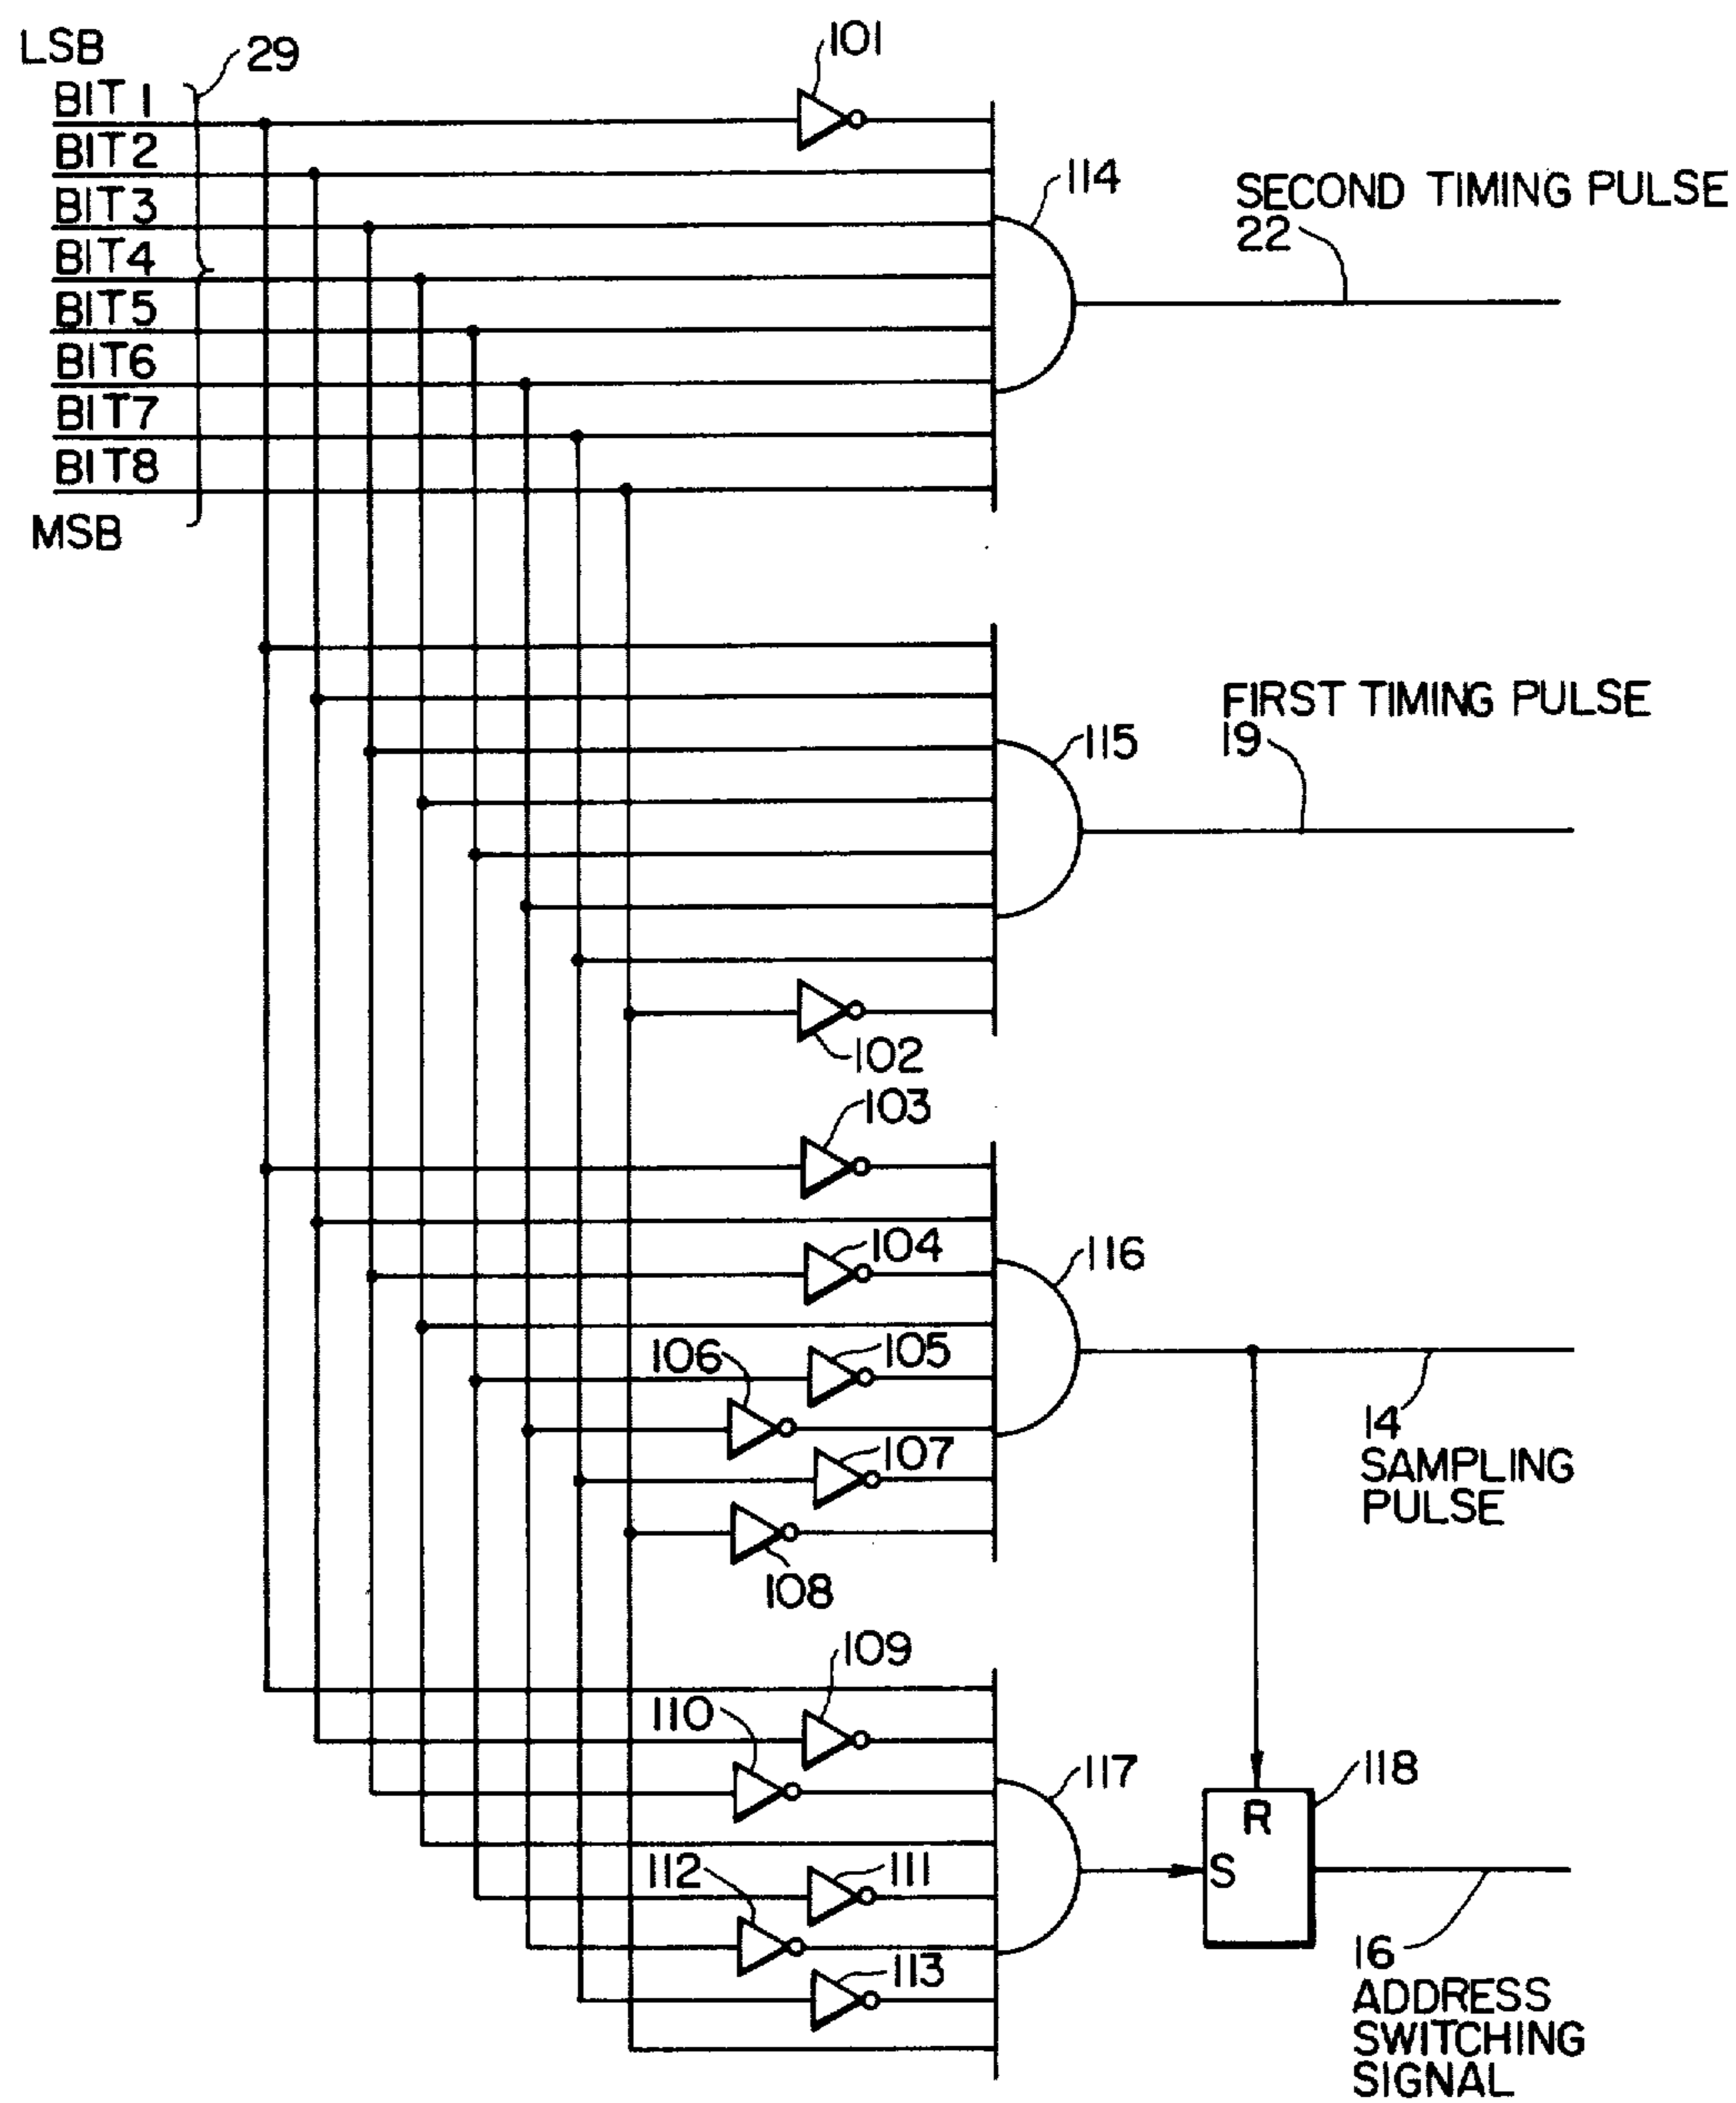 LSB
29
101
BIT 1
BIT2
BIT3
BIT4
BIT5
BIT6
BIT7
BIT8
MSB
114
SECOND TIMING PULSE
22
FIRST TIMING PULSE
19
115
102
103
104
116
105
106
107
14
SAMPLING
PULSE
108
109
110
117
118
R
S
111
112
113
16
ADDRESS
SWITCHING
SIGNAL